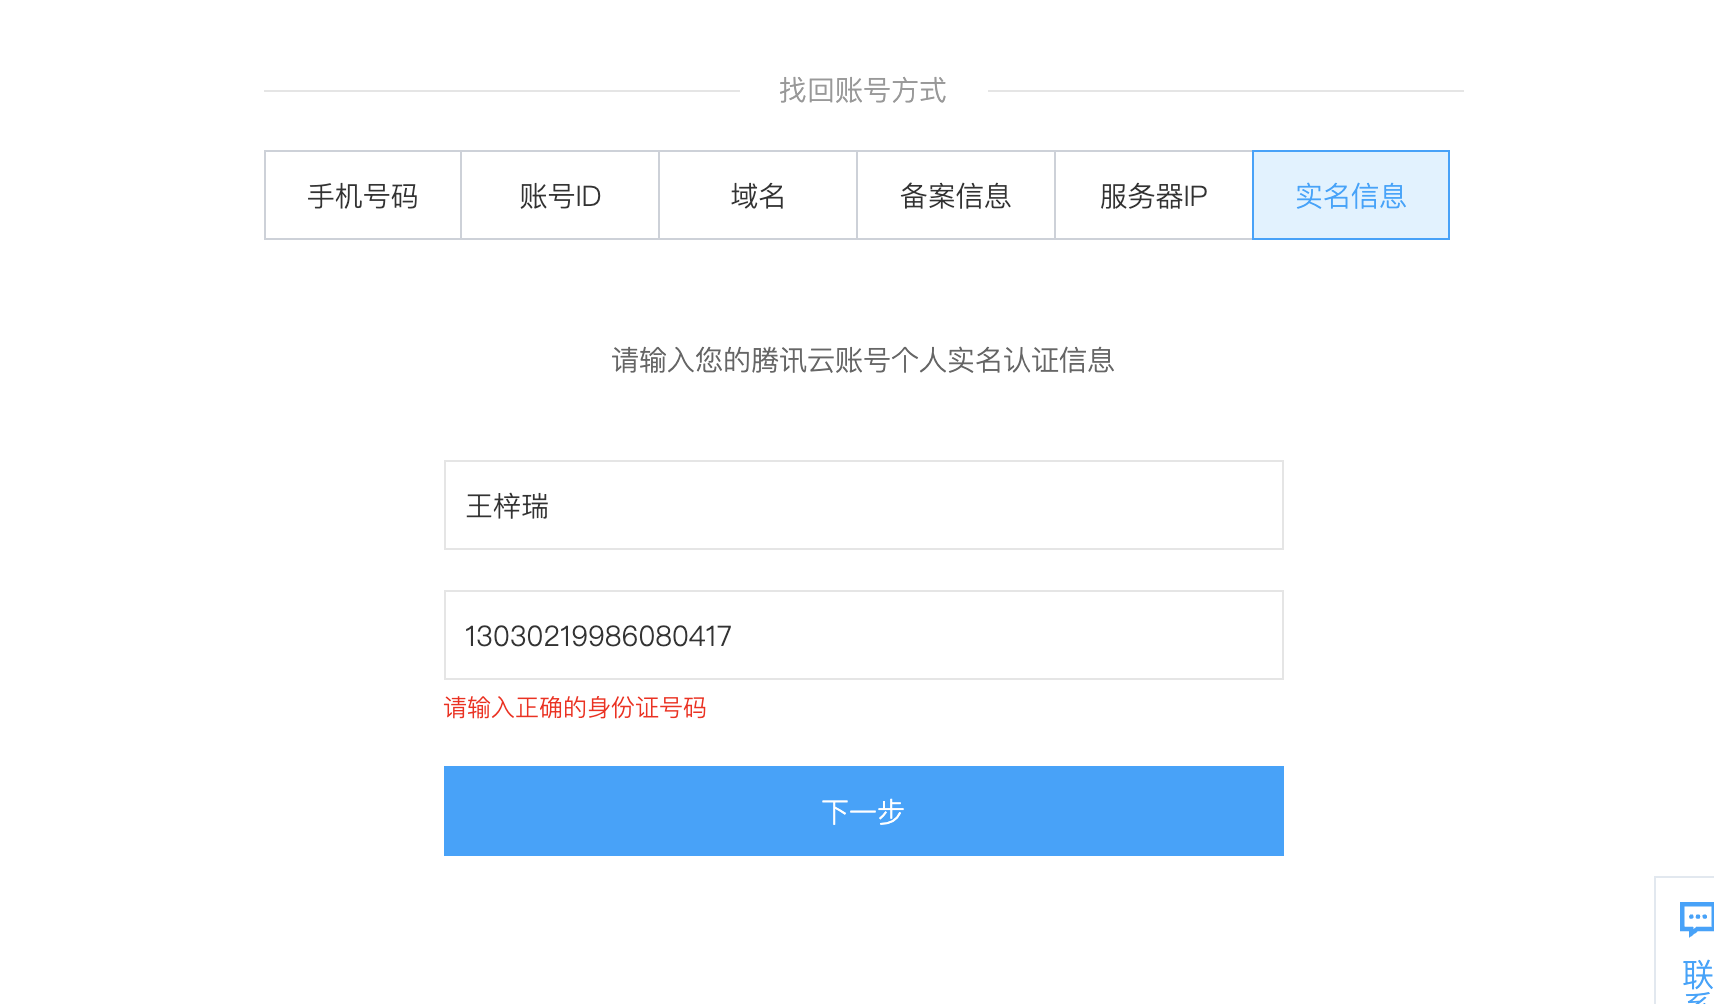 找回账号方式
手机号码 账号ID 域名 备案信息 服务器IP 实名信息
请输入您的腾讯云账号个人实名认证信息
王梓瑞
13030219986080417
请输入正确的身份证号码
下一步
联
系